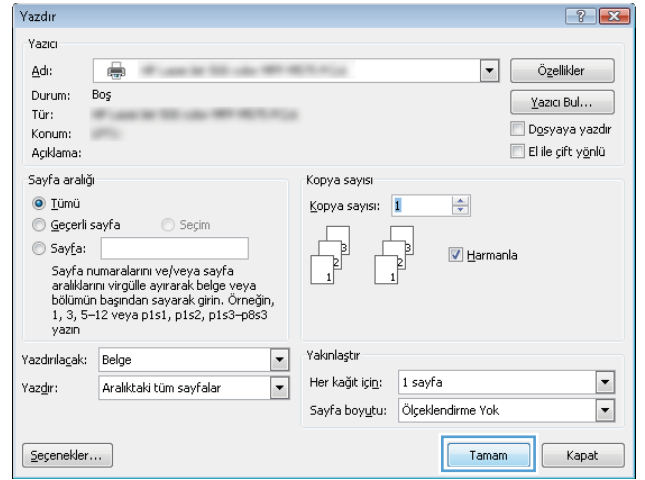 Yazdır
Yazıcı
Adı:
Özellikler
Durum: Boş
Yazıcı Bul...
Tür:
Konum:
Dosyaya yazdır
Açıklama:
El ile çift yönlü
Sayfa aralığı
Tümü
Geçerli sayfa
Seçim
Sayfa:
Sayfa numaralarını ve/veya sayfa
aralıklarını virgülle ayırarak belge veya
bölümün başından sayarak girin. Örneğin,
1, 3, 5–12 veya p1s1, p1s2, p1s3–p8s3
yazın
Kopya sayısı
Kopya sayısı: 1
3 3
2 2
1 1
Harmanla
Yazdırılacak: Belge
Yazdır: Aralıktaki tüm sayfalar
Yakınlaştır
Her kağıt için: 1 sayfa
Sayfa boyutu: Ölçeklendirme Yok
Seçenekler...
Tamam
Kapat